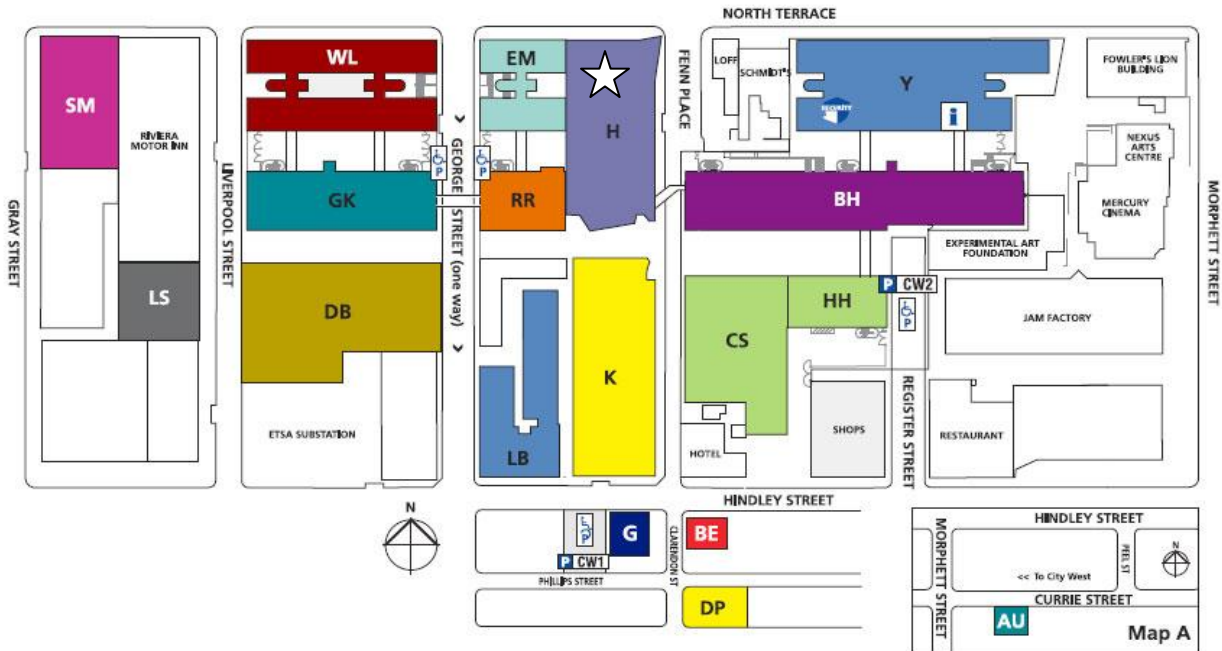 NORTH TERRACE
SM
RIVIERA
MOTOR INN
LS
GRAY STREET
LIVERPOOL STREET
WL
GK
DB
ETSA SUBSTATION
P
GEORGE STREET (one way)
P
EM
H
RR
K
LB
FENN PLACE
LOFF
SCHMIDT'S
Y
SECURITY
i
FOWLER'S LION
BUILDING
NEXUS
ARTS
CENTRE
MERCURY
CINEMA
BH
EXPERIMENTAL ART
FOUNDATION
MORPHETT STREET
HH
P CW2
P
CS
JAM FACTORY
HOTEL
SHOPS
REGISTER STREET
RESTAURANT
HINDLEY STREET
N
P
G
P CW1
PHILLIPS STREET
CLARENDON ST
BE
DP
HINDLEY STREET
MORPHETT STREET
PEEL ST
N
<< To City West
CURRIE STREET
AU
Map A